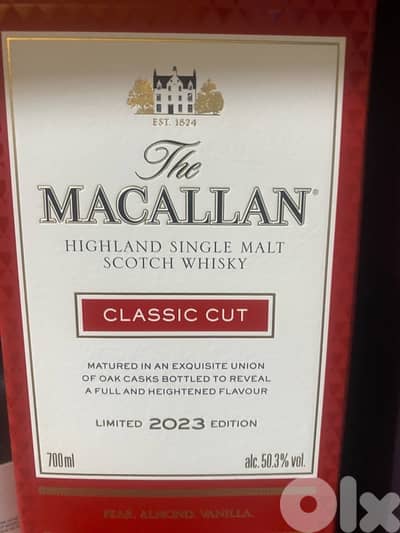 EST. 1824
The
MACALLAN®
HIGHLAND SINGLE MALT
SCOTCH WHISKY
CLASSIC CUT
MATURED IN AN EXQUISITE UNION
OF OAK CASKS BOTTLED TO REVEAL
A FULL AND HEIGHTENED FLAVOUR
LIMITED 2023 EDITION
700ml alc. 50.3% vol.
PEAR. ALMOND. VANILLA.
olx